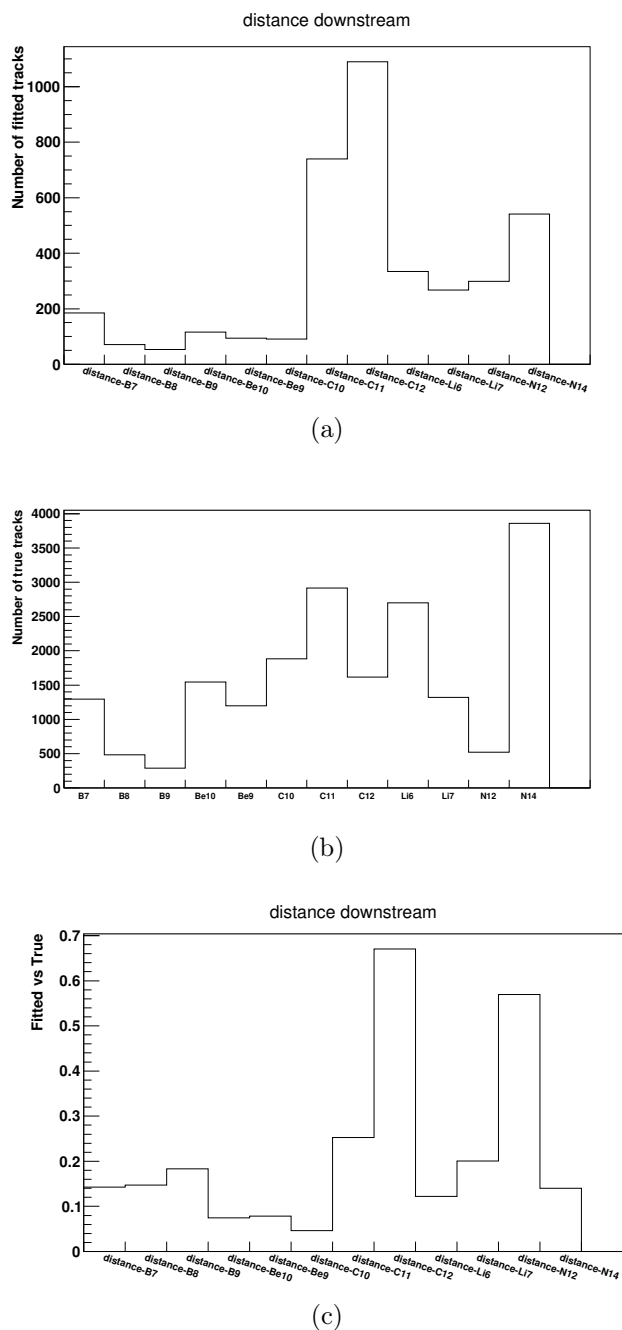 distance downstream
Number of fitted tracks
1000
800
600
400
200
0
distance-B7 distance-B8 distance-B9 distance-Be10 distance-Be9 distance-C10 distance-C11 distance-C12 distance-Li6 distance-Li7 distance-N12 distance-N14
(a)
Number of true tracks
4000
3500
3000
2500
2000
1500
1000
500
0
B7 B8 B9 Be10 Be9 C10 C11 C12 Li6 Li7 N12 N14
(b)
distance downstream
Fitted vs True
0.7
0.6
0.5
0.4
0.3
0.2
0.1
0
distance-B7 distance-B8 distance-B9 distance-Be10 distance-Be9 distance-C10 distance-C11 distance-C12 distance-Li6 distance-Li7 distance-N12 distance-N14
(c)